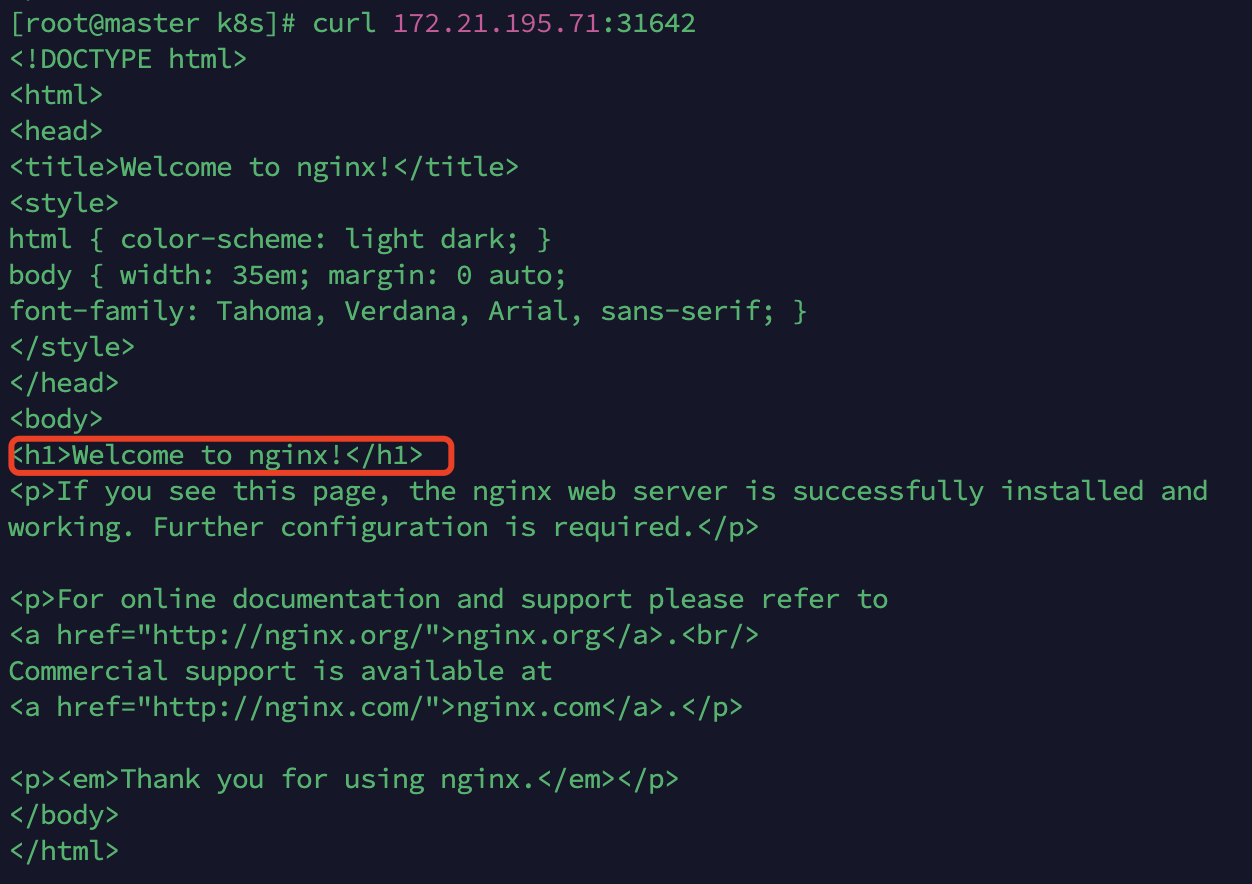 [root@master k8s]# curl 172.21.195.71:31642
<!DOCTYPE html>
<html>
<head>
<title>Welcome to nginx!</title>
<style>
html { color-scheme: light dark; }
body { width: 35em; margin: 0 auto;
font-family: Tahoma, Verdana, Arial, sans-serif; }
</style>
</head>
<body>
<h1>Welcome to nginx!</h1>
<p>If you see this page, the nginx web server is successfully installed and
working. Further configuration is required.</p>

<p>For online documentation and support please refer to
<a href="http://nginx.org/">nginx.org</a>.<br/>
Commercial support is available at
<a href="http://nginx.com/">nginx.com</a>.</p>

<p><em>Thank you for using nginx.</em></p>
</body>
</html>